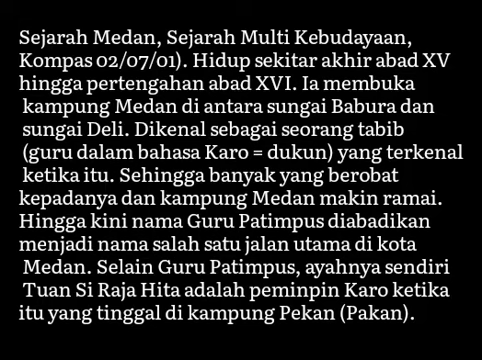 Sejarah Medan, Sejarah Multi Kebudayaan,
Kompas 02/07/01). Hidup sekitar akhir abad XV
hingga pertengahan abad XVI. Ia membuka
kampung Medan di antara sungai Babura dan
sungai Deli. Dikenal sebagai seorang tabib
(guru dalam bahasa Karo = dukun) yang terkenal
ketika itu. Sehingga banyak yang berobat
kepadanya dan kampung Medan makin ramai.
Hingga kini nama Guru Patimpus diabadikan
menjadi nama salah satu jalan utama di kota
Medan. Selain Guru Patimpus, ayahnya sendiri
Tuan Si Raja Hita adalah peminpin Karo ketika
itu yang tinggal di kampung Pekan (Pakan).